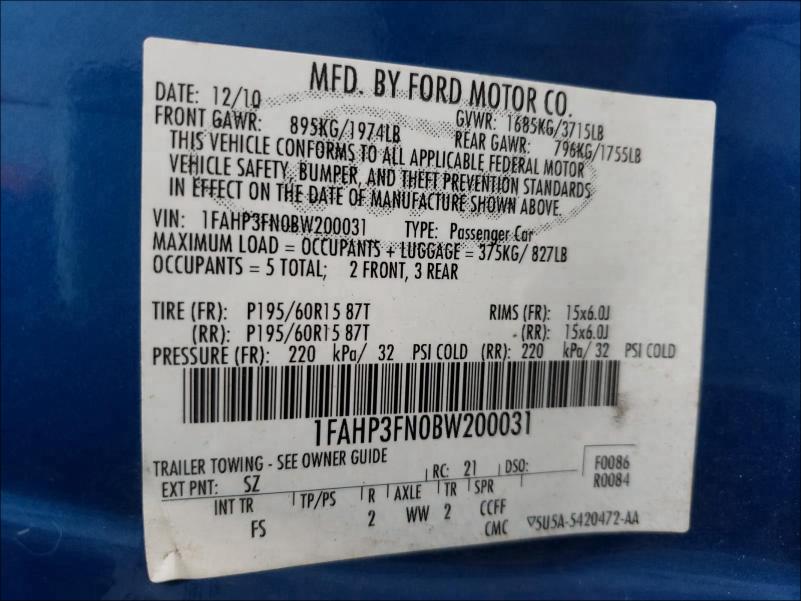 MFD. BY FORD MOTOR CO.
DATE: 12/10 GVWR: 1685KG/3715LB
FRONT GAWR: 895KG/1974LB REAR GAWR: 796KG/1755LB
THIS VEHICLE CONFORMS TO ALL APPLICABLE FEDERAL MOTOR
VEHICLE SAFETY, BUMPER, AND THEFT PREVENTION STANDARDS
IN EFFECT ON THE DATE OF MANUFACTURE SHOWN ABOVE.
VIN: 1FAHP3FN0BW200031 TYPE: Passenger Car
MAXIMUM LOAD = OCCUPANTS + LUGGAGE = 375KG/ 827LB
OCCUPANTS = 5 TOTAL; 2 FRONT, 3 REAR
TIRE (FR): P195/60R15 87T RIMS (FR): 15x6.0J
(RR): P195/60R15 87T (RR): 15x6.0J
PRESSURE (FR): 220 kPa/ 32 PSI COLD (RR): 220 kPa/ 32 PSI COLD
1FAHP3FN0BW200031
TRAILER TOWING - SEE OWNER GUIDE
EXT PNT: SZ RC: 21 DSO: F0086
R0084
INT TR TP/PS R AXLE TR SPR
FS 2 WW 2 CCFF
CMC ▽5U5A-5420472-AA